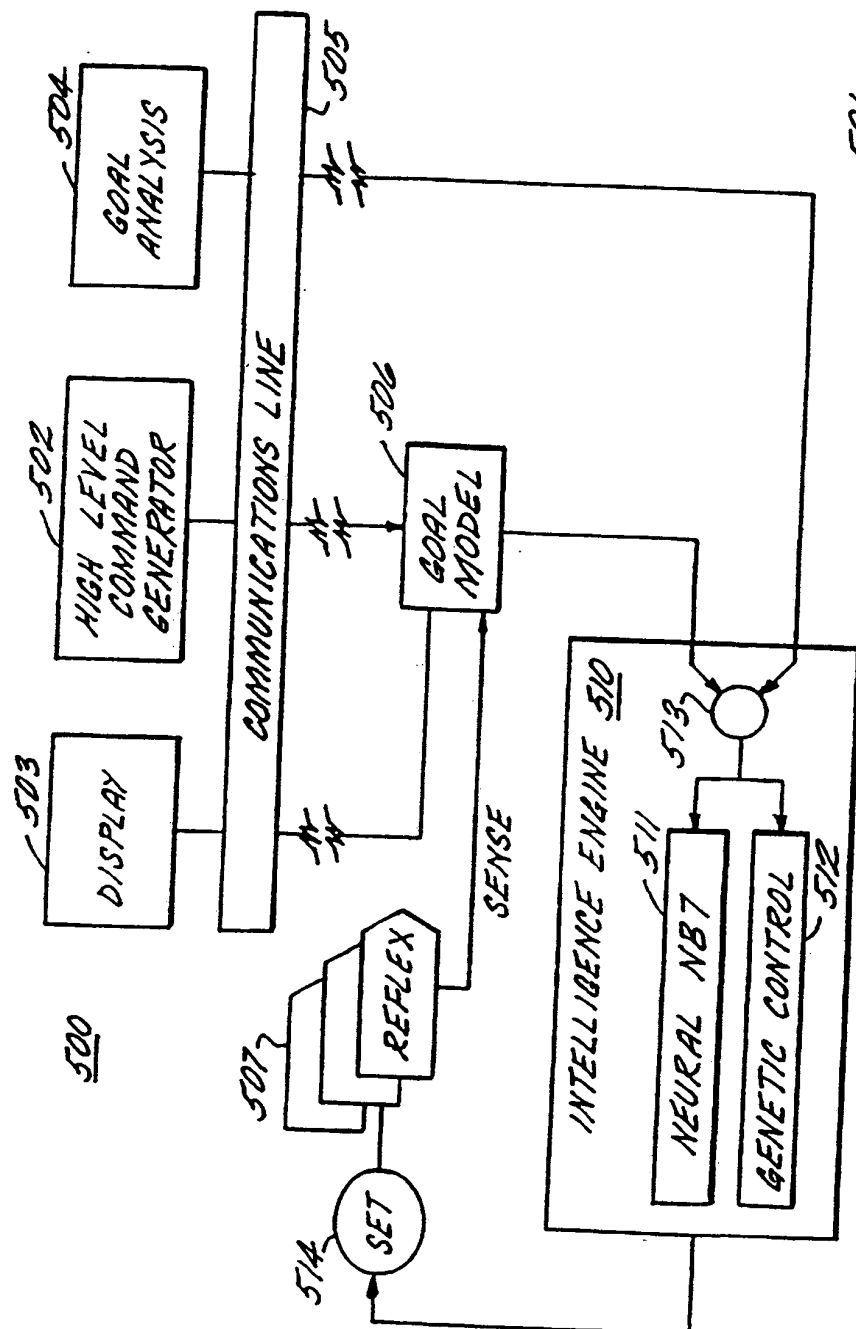 500
503
DISPLAY
502
HIGH LEVEL
COMMAND
GENERATOR
504
GOAL
ANALYSIS
COMMUNICATIONS LINE
505
507
REFLEX
506
GOAL
MODEL
SENSE
514
SET
INTELLIGENCE ENGINE 510
511
NEURAL NB7
513
GENETIC CONTROL
512